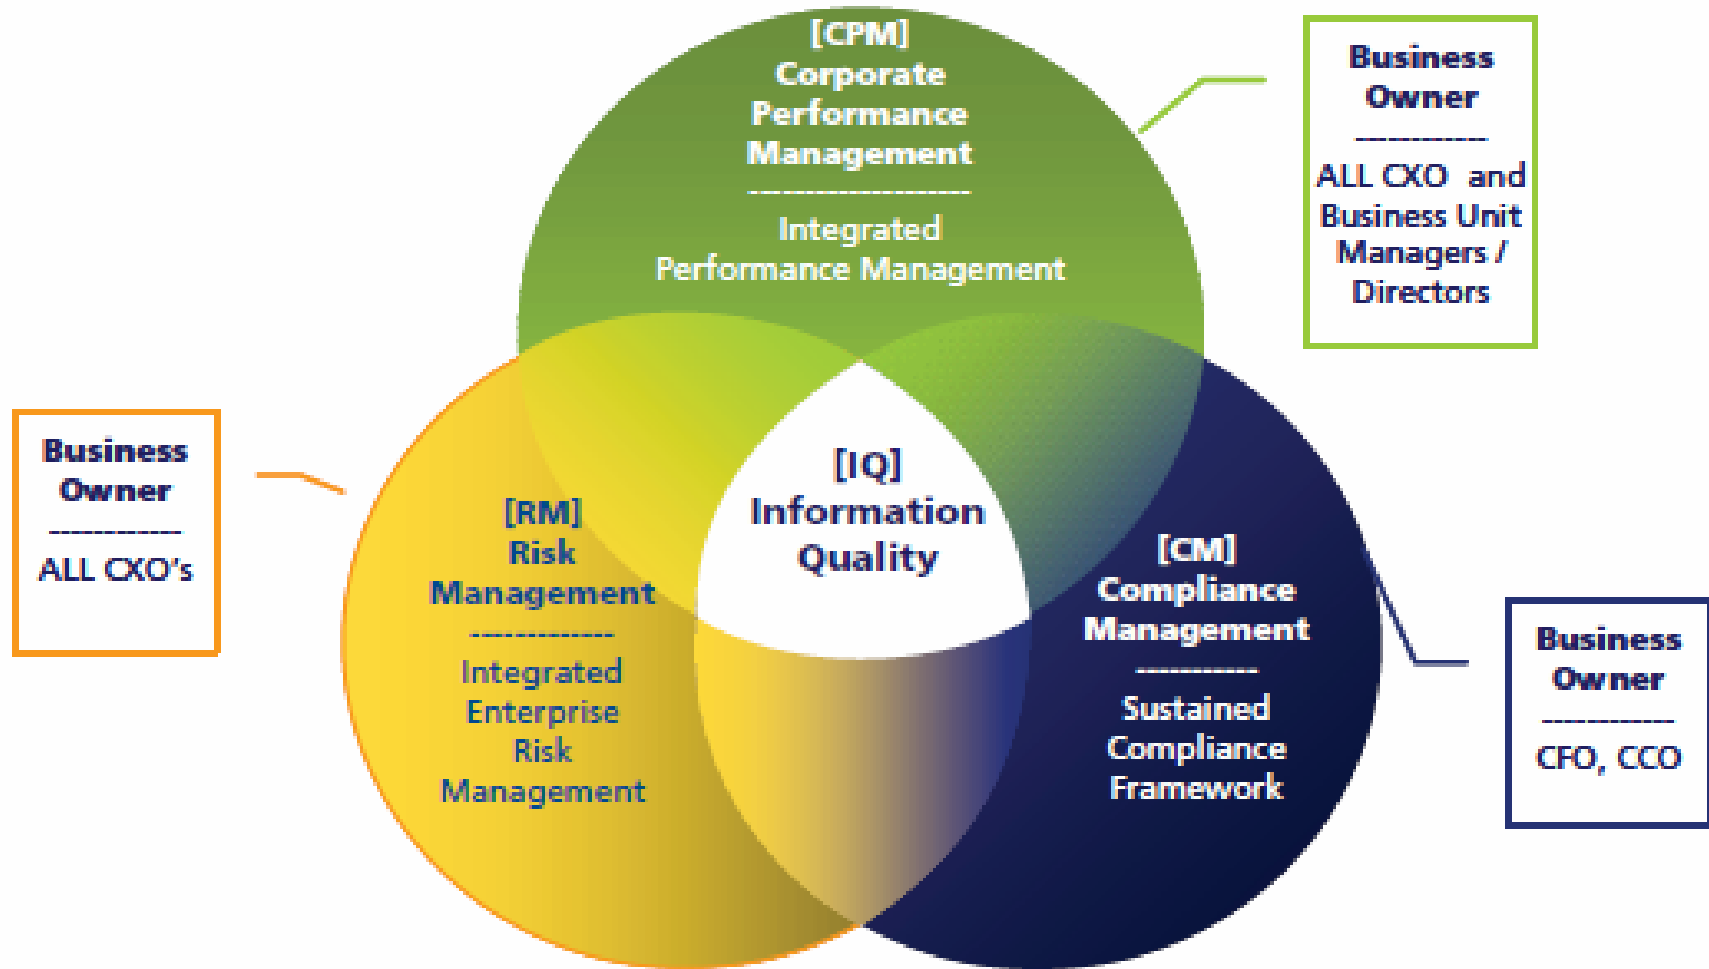 [CPM]
Corporate
Performance
Management
---------------------
Integrated
Performance Management
Business
Owner
------------
ALL CXO and
Business Unit
Managers /
Directors
Business
Owner
------------
ALL CXO's
[RM]
Risk
Management
-------------
Integrated
Enterprise
Risk
Management
[IQ]
Information
Quality
[CM]
Compliance
Management
-----------
Sustained
Compliance
Framework
Business
Owner
------------
CFO, CCO